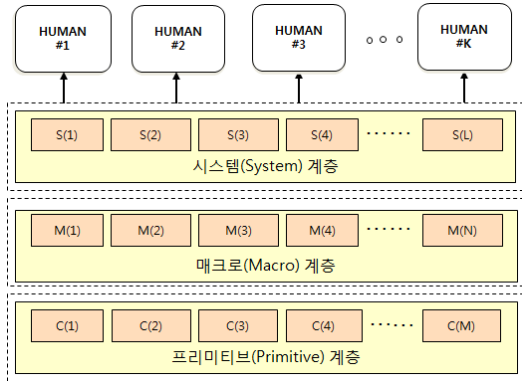 HUMAN #1
HUMAN #2
HUMAN #3
HUMAN #K
S(1) S(2) S(3) S(4) ······ S(L)
시스템(System) 계층
M(1) M(2) M(3) M(4) ······ M(N)
매크로(Macro) 계층
C(1) C(2) C(3) C(4) ······ C(M)
프리미티브(Primitive) 계층